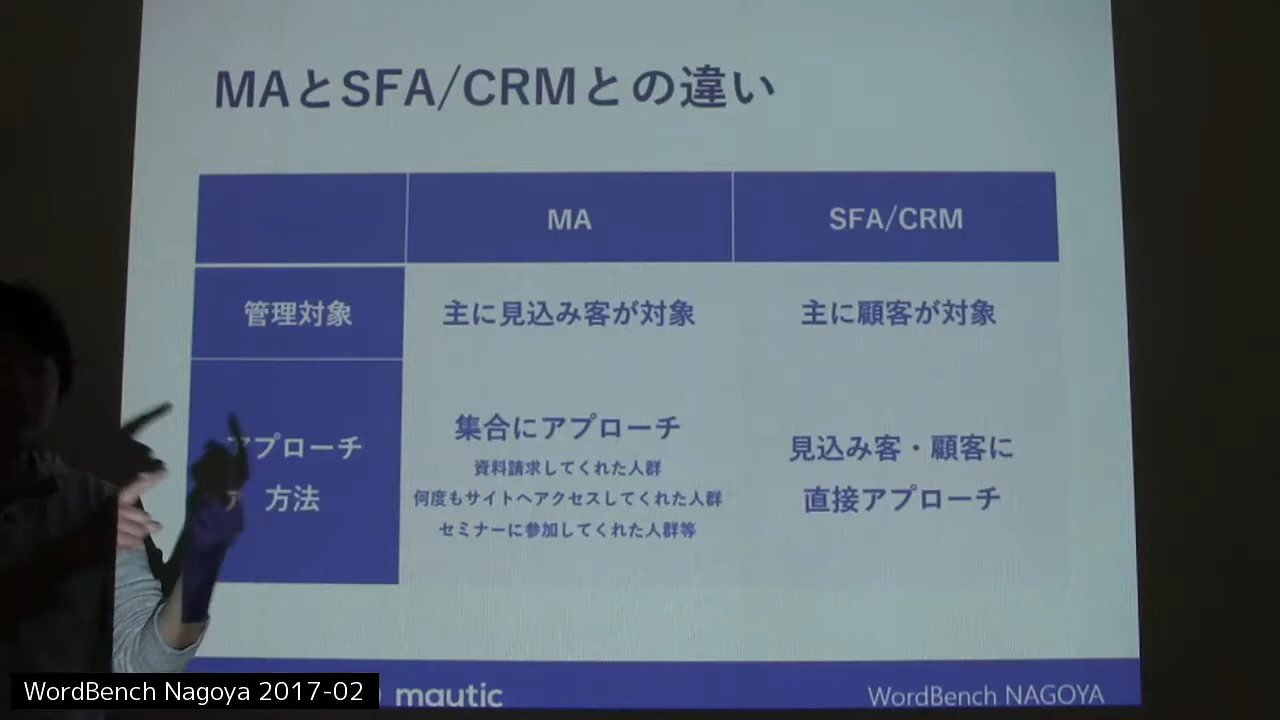 MAとSFA/CRMとの違い
MA
SFA/CRM
管理対象
主に見込み客が対象
主に顧客が対象
アプローチ
方法
集合にアプローチ
資料請求してくれた人群
何度もサイトへアクセスしてくれた人群
セミナーに参加してくれた人群等
見込み客・顧客に
直接アプローチ
mautic
WordBench NAGOYA
WordBench Nagoya 2017-02